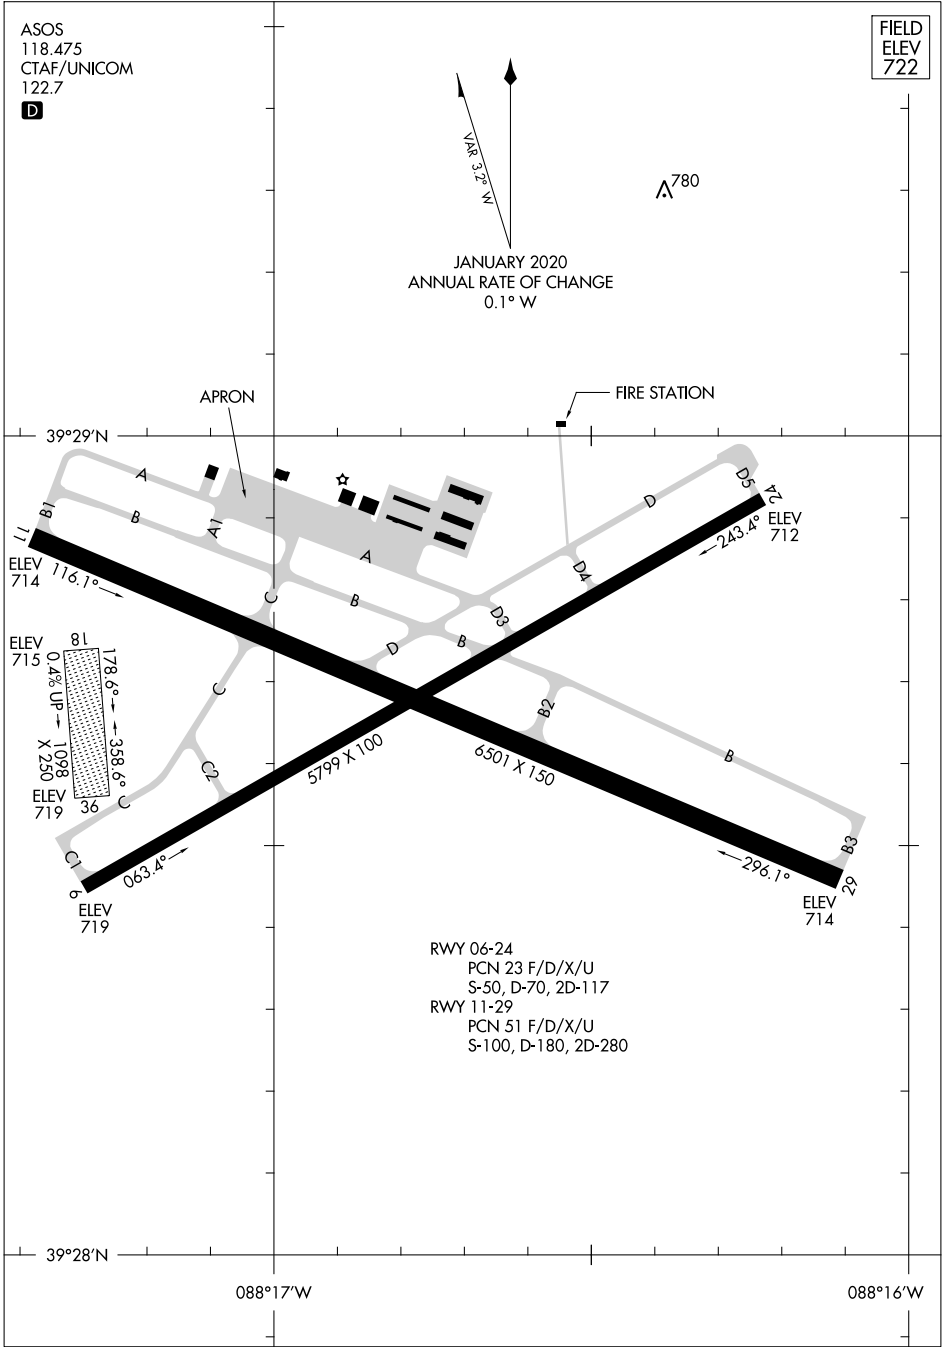 ASOS
118.475
CTAF/UNICOM
122.7
D
FIELD
ELEV
722
VAR 3.2° W
780
JANUARY 2020
ANNUAL RATE OF CHANGE
0.1° W
APRON
FIRE STATION
39°29'N
A
B
B1
A1
11
ELEV
714
116.1°
A
B
C
D
D5
24
ELEV
712
243.4°
D4
D3
D
B
ELEV
715
18
178.6°
358.6°
0.4% UP
1098
X 250
ELEV
719
36
C
C2
C
C1
6
ELEV
719
063.4°
5799 X 100
6501 X 150
B2
B
B3
29
296.1°
ELEV
714
RWY 06-24
PCN 23 F/D/X/U
S-50, D-70, 2D-117
RWY 11-29
PCN 51 F/D/X/U
S-100, D-180, 2D-280
39°28'N
088°17'W
088°16'W